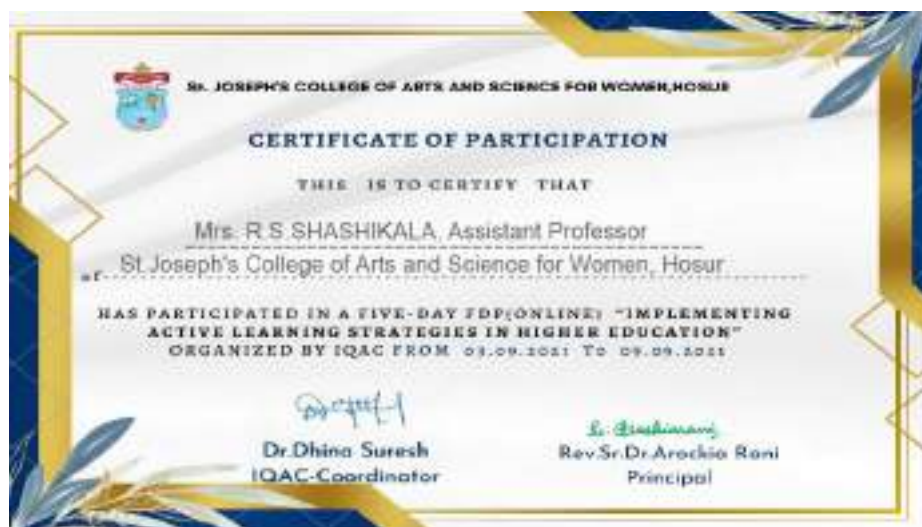 St. JOSEPH'S COLLEGE OF ARTS AND SCIENCE FOR WOMEN,HOSUR
CERTIFICATE OF PARTICIPATION
THIS IS TO CERTIFY THAT
Mrs. R.S.SHASHIKALA, Assistant Professor
of St.Joseph's College of Arts and Science for Women, Hosur
HAS PARTICIPATED IN A FIVE-DAY FDP(ONLINE) "IMPLEMENTING
ACTIVE LEARNING STRATEGIES IN HIGHER EDUCATION"
ORGANIZED BY IQAC FROM 03.09.2021 To 09.09.2021
Dr.Dhina Suresh
IQAC-Coordinator
Rev.Sr.Dr.Arockia Rani
Principal